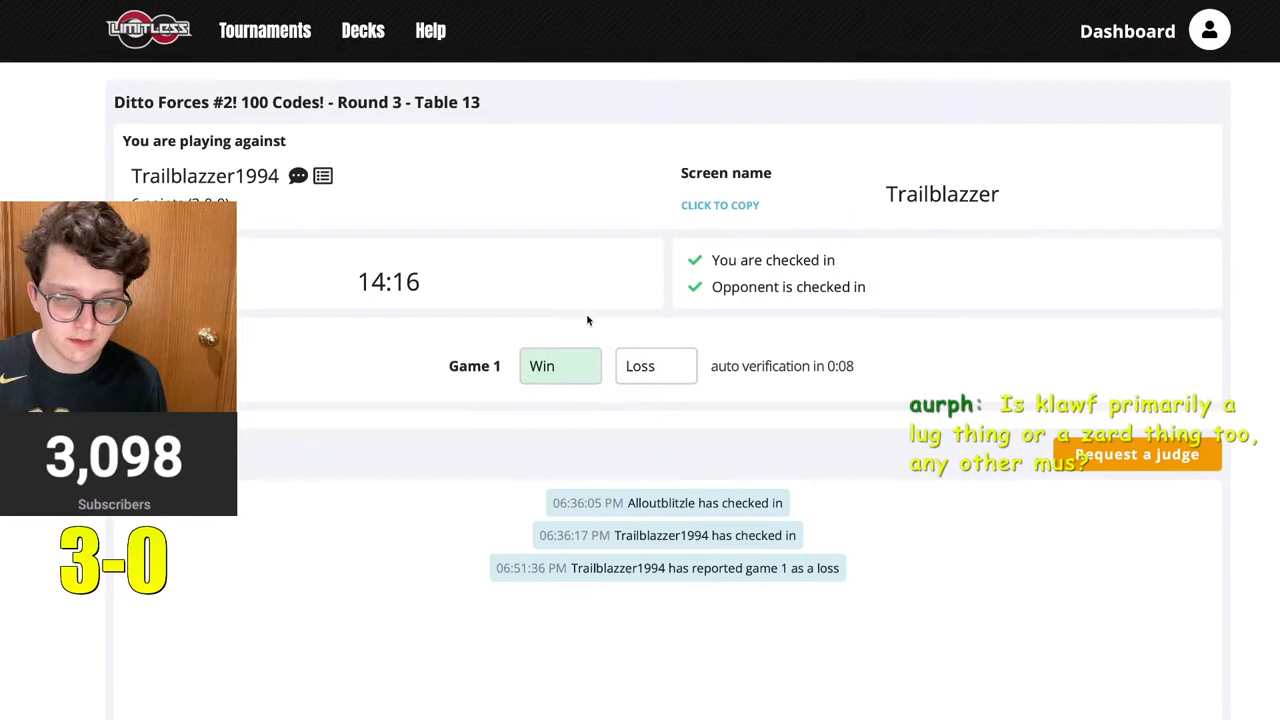 LIMITLESS Tournaments Decks Help Dashboard
Ditto Forces #2! 100 Codes! - Round 3 - Table 13
You are playing against
Trailblazzer1994
Screen name
CLICK TO COPY
Trailblazzer
14:16
You are checked in
Opponent is checked in
Game 1 Win Loss auto verification in 0:08
aurph: Is klawf primarily a
lug thing or a zard thing too,
any other mus?
Request a judge
3,098
Subscribers
3-0
06:36:05 PM Alloutblitzle has checked in
06:36:17 PM Trailblazzer1994 has checked in
06:51:36 PM Trailblazzer1994 has reported game 1 as a loss